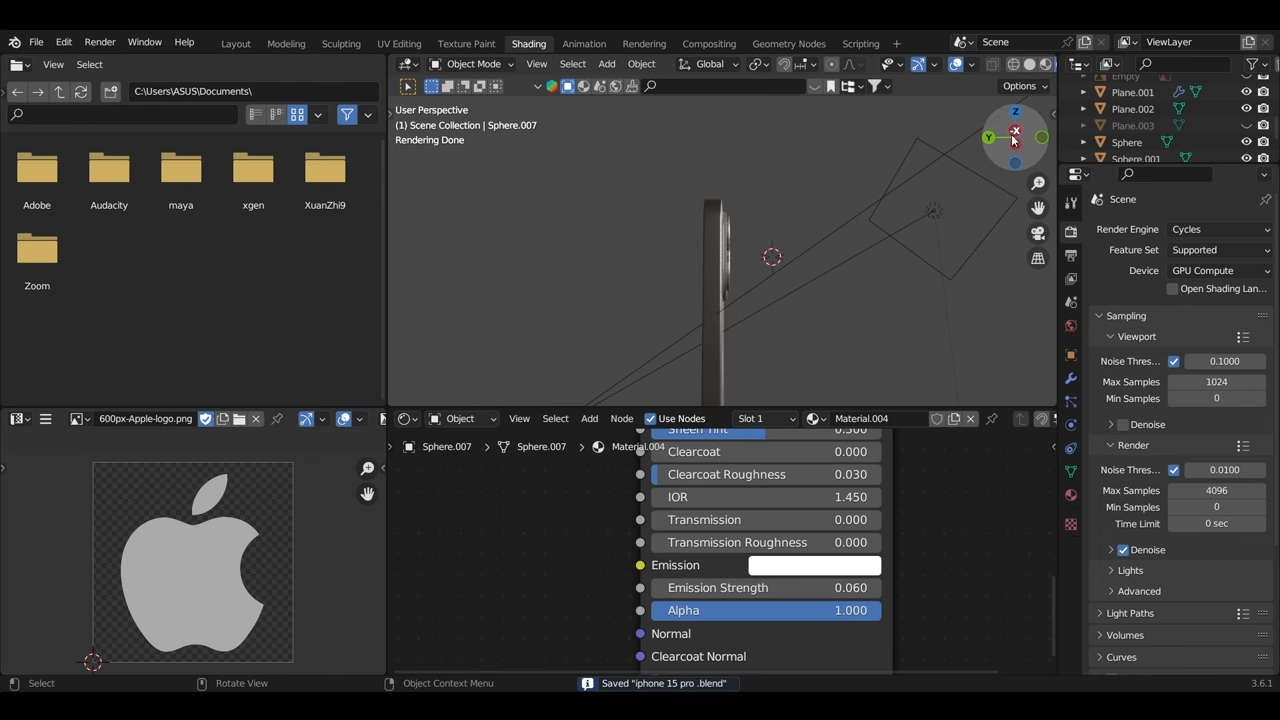 File Edit Render Window Help Layout Modeling Sculpting UV Editing Texture Paint Shading Animation Rendering Compositing Geometry Nodes Scripting + Scene ViewLayer
View Select
Object Mode View Select Add Object Global
C:\Users\ASUS\Documents\
Options
Adobe Audacity maya xgen XuanZhi9
Zoom
User Perspective
(1) Scene Collection | Sphere.007
Rendering Done
Z
-X
Y
Empty
Plane.001
Plane.002
Plane.003
Sphere
Sphere.001
Scene
Render Engine Cycles
Feature Set Supported
Device GPU Compute
Open Shading Lan...
Sampling
Viewport
Noise Thres... 0.1000
Max Samples 1024
Min Samples 0
Denoise
Render
Noise Thres... 0.0100
Max Samples 4096
Min Samples 0
Time Limit 0 sec
Denoise
Lights
Advanced
Light Paths
Volumes
Curves
600px-Apple-logo.png
Object View Select Add Node Use Nodes Slot 1 Material.004
Sphere.007 > Sphere.007 > Material.004
Sheen Tint 0.500
Clearcoat 0.000
Clearcoat Roughness 0.030
IOR 1.450
Transmission 0.000
Transmission Roughness 0.000
Emission
Emission Strength 0.060
Alpha 1.000
Normal
Clearcoat Normal
Select Rotate View Object Context Menu Saved "iphone 15 pro .blend" 3.6.1